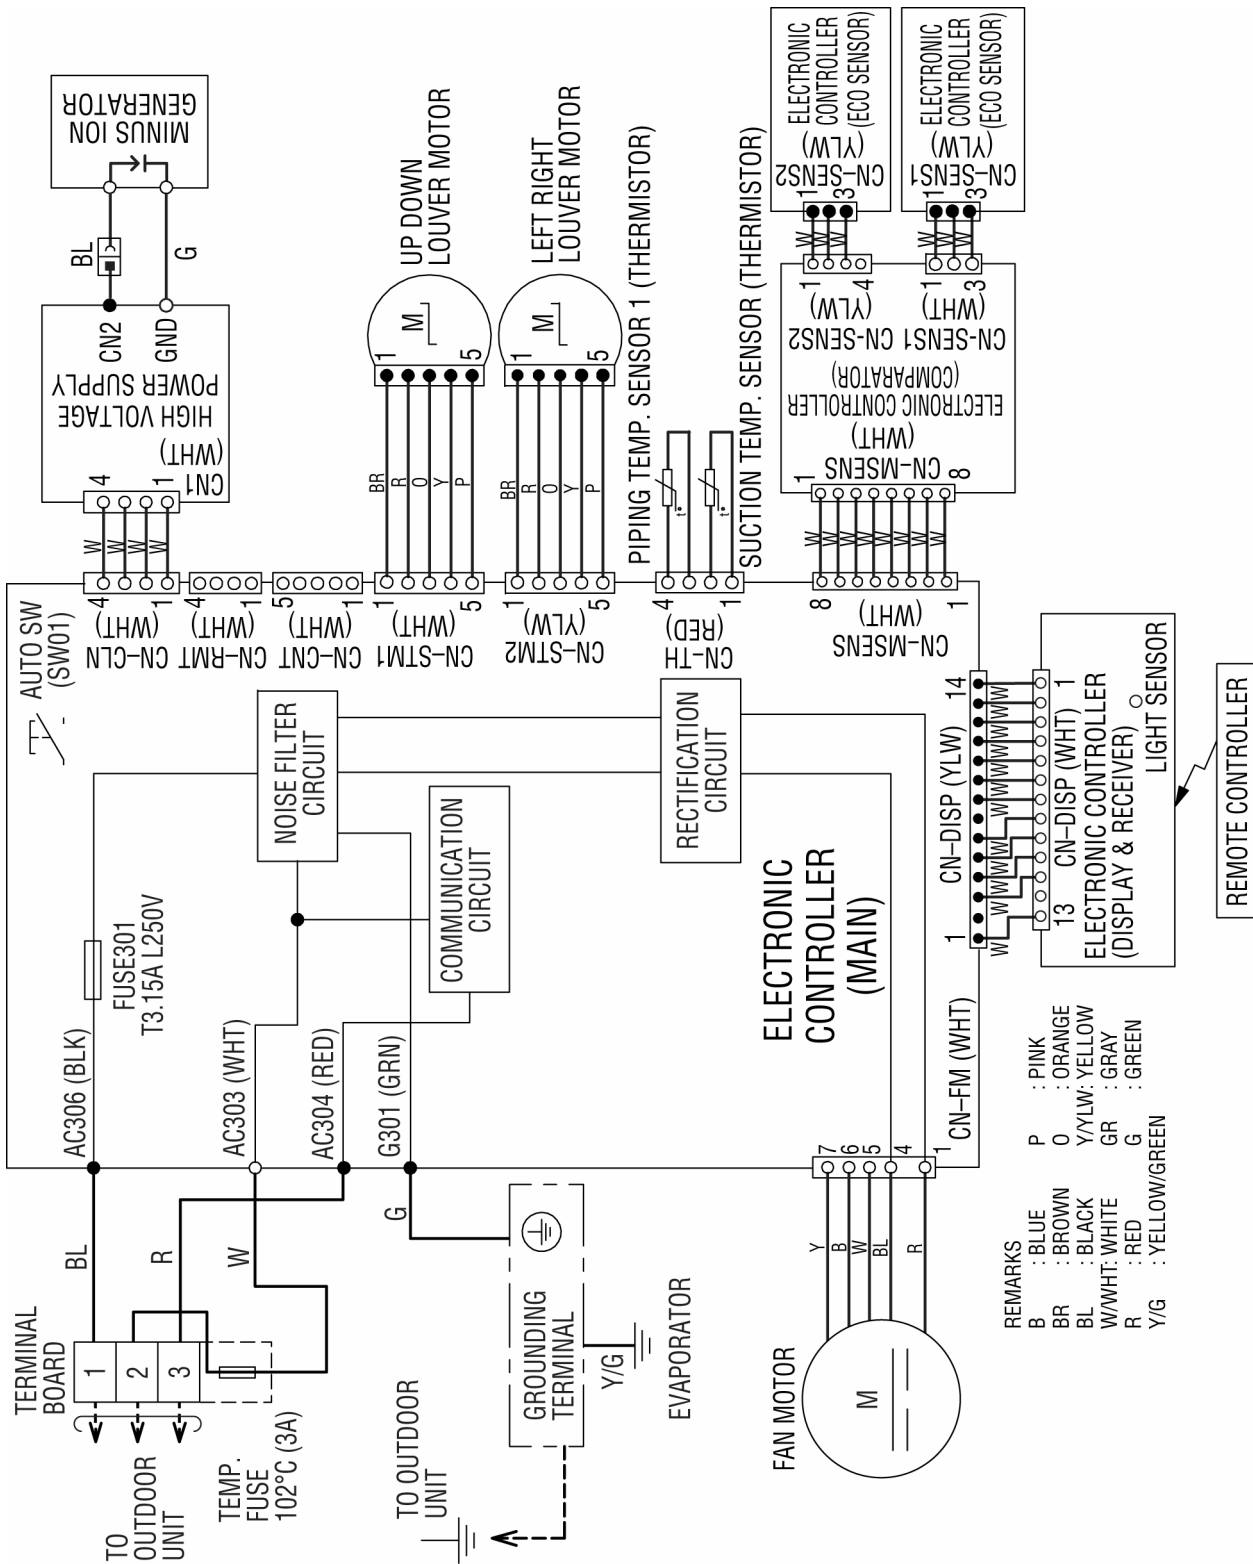 MINUS ION
GENERATOR
BL
G
CN2
GND
HIGH VOLTAGE
POWER SUPPLY
CN1
(WHT)
4
1
W
W
W
W
AUTO SW
(SW01)
4
1
CN-CLN
(WHT)
4
1
CN-RMT
(WHT)
5
1
CN-CNT
(WHT)
UP DOWN
LOUVER MOTOR
M
1
5
BR
R
O
Y
P
1
5
CN-STM1
(WHT)
LEFT RIGHT
LOUVER MOTOR
M
1
5
BR
R
O
Y
P
1
5
CN-STM2
(YLW)
PIPING TEMP. SENSOR 1 (THERMISTOR)
t°
t°
SUCTION TEMP. SENSOR (THERMISTOR)
4
1
CN-TH
(RED)
ELECTRONIC
CONTROLLER
(ECO SENSOR)
CN-SENS2
(YLW)
1
3
W
W
W
1
4
CN-SENS2
(YLW)
ELECTRONIC
CONTROLLER
(ECO SENSOR)
CN-SENS1
(YLW)
1
3
W
W
W
1
3
CN-SENS1
(WHT)
ELECTRONIC CONTROLLER
(COMPARATOR)
CN-MSENS
(WHT)
1
8
W
W
W
W
W
W
W
W
8
1
CN-MSENS
(WHT)
NOISE FILTER
CIRCUIT
COMMUNICATION
CIRCUIT
RECTIFICATION
CIRCUIT
ELECTRONIC
CONTROLLER
(MAIN)
FUSE301
T3.15A L250V
AC306 (BLK)
AC303 (WHT)
AC304 (RED)
G301 (GRN)
CN-DISP (YLW)
1
14
W
W
W
W
W
W
W
W
W
W
W
W
13
1
CN-DISP (WHT)
ELECTRONIC CONTROLLER
(DISPLAY & RECEIVER)
LIGHT SENSOR
REMOTE CONTROLLER
CN-FM (WHT)
7
6
5
4
1
Y
B
W
BL
R
FAN MOTOR
M
BL
R
W
G
TERMINAL
BOARD
1
2
3
TO
OUTDOOR
UNIT
TEMP.
FUSE
102°C (3A)
GROUNDING
TERMINAL
Y/G
EVAPORATOR
TO OUTDOOR
UNIT
REMARKS
B : BLUE P : PINK
BR : BROWN O : ORANGE
BL : BLACK Y/YLW: YELLOW
W/WHT: WHITE GR : GRAY
R : RED G : GREEN
Y/G : YELLOW/GREEN